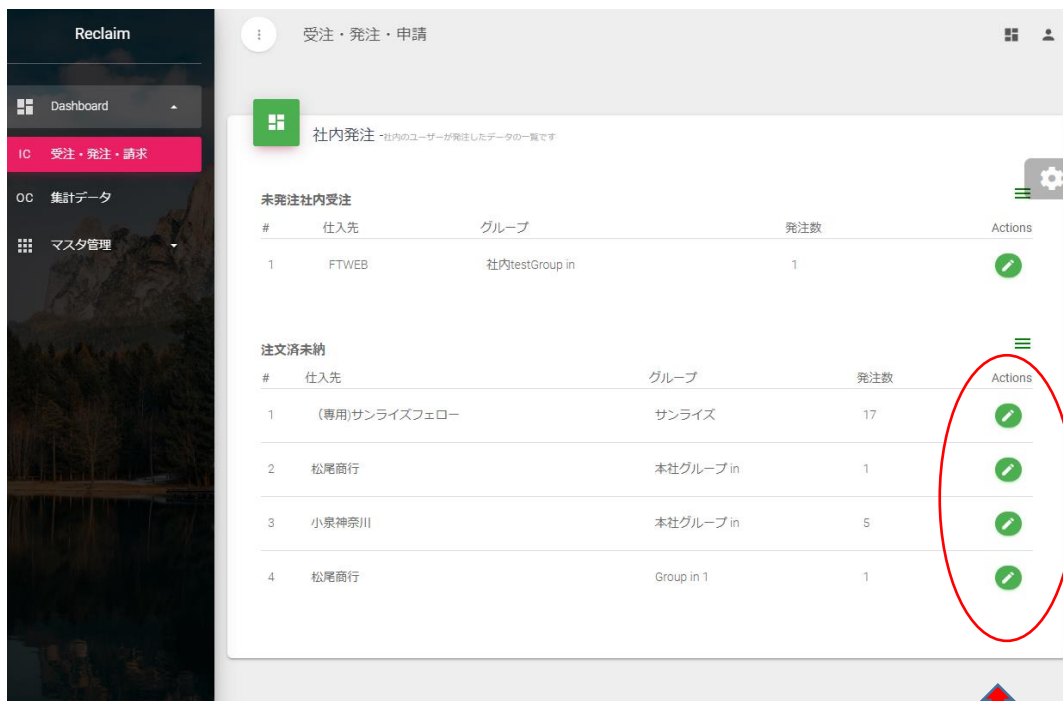 Reclaim
受注・発注・申請
Dashboard
IC 受注・発注・請求
OC 集計データ
マスタ管理
社内発注 -社内のユーザーが発注したデータの一覧です
未発注社内受注
# 仕入先 グループ 発注数 Actions
1 FTWEB 社内testGroup in 1
注文済未納
# 仕入先 グループ 発注数 Actions
1 (専用)サンライズフェロー サンライズ 17
2 松尾商行 本社グループ in 1
3 小泉神奈川 本社グループ in 5
4 松尾商行 Group in 1 1